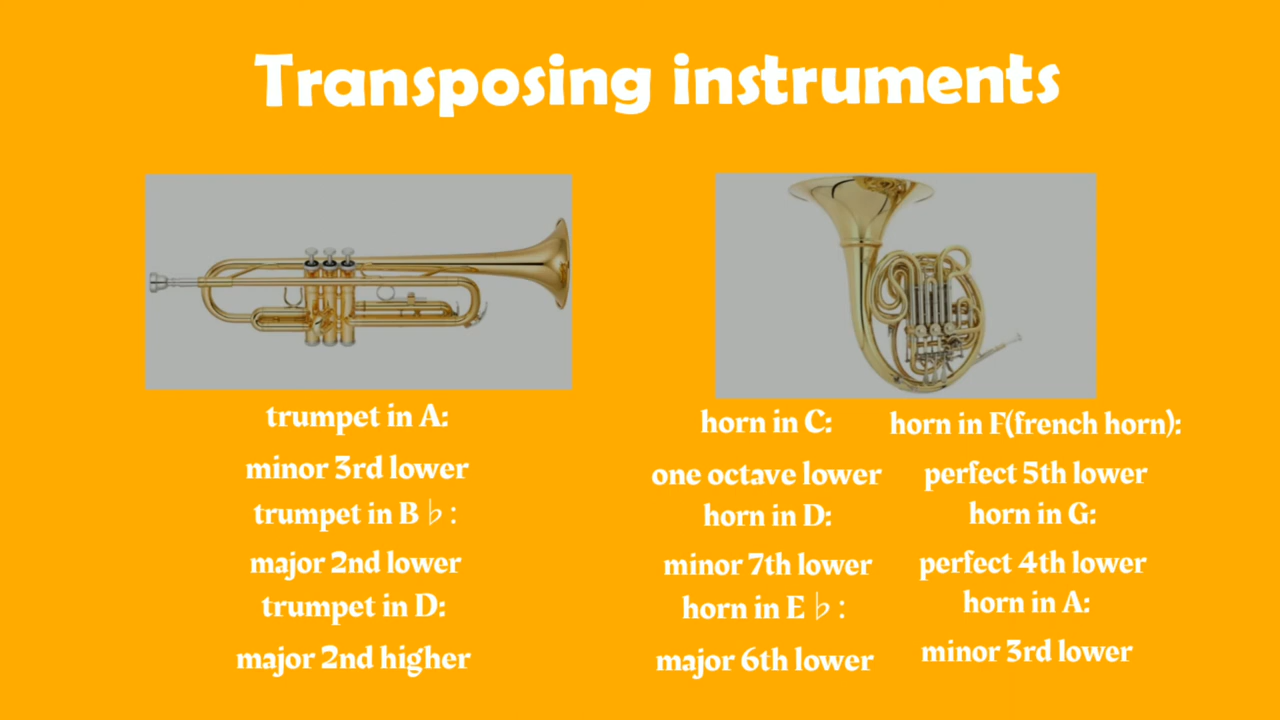 Transposing instruments
trumpet in A:
minor 3rd lower
trumpet in B ♭ :
major 2nd lower
trumpet in D:
major 2nd higher
horn in C:
one octave lower
horn in D:
minor 7th lower
horn in E ♭ :
major 6th lower
horn in F(french horn):
perfect 5th lower
horn in G:
perfect 4th lower
horn in A:
minor 3rd lower